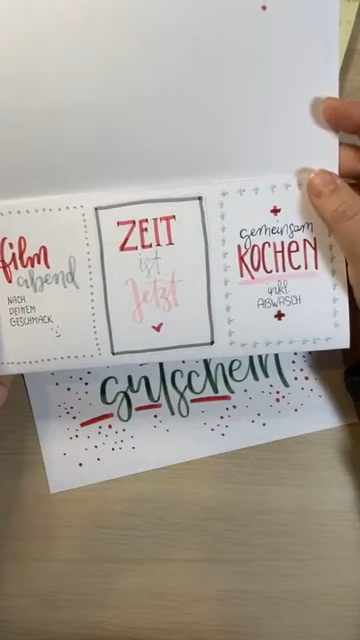 film
abend
NACH
DEINEM
GESCHMACK
:)
ZEIT
ist
Jetzt
gemeinsam
KOCHEN
inkl.
ABWASCH
gutschein